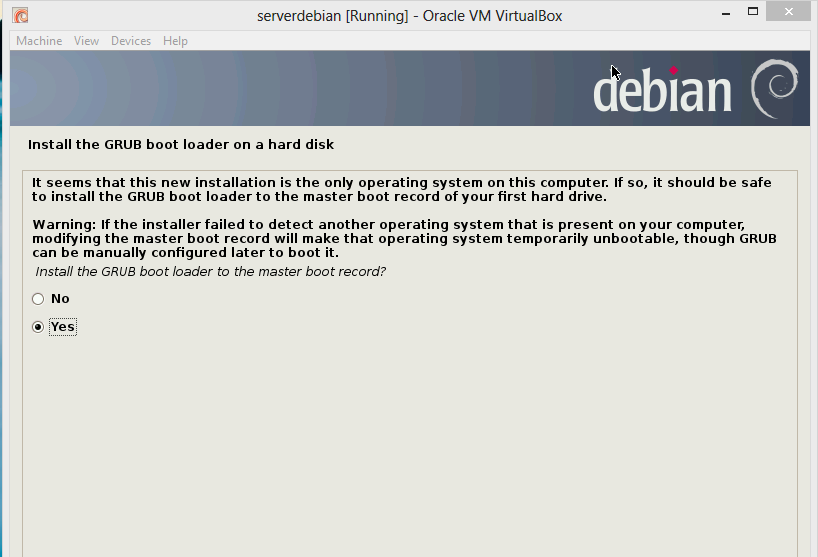 serverdebian [Running] - Oracle VM VirtualBox
Machine View Devices Help
debian
Install the GRUB boot loader on a hard disk
It seems that this new installation is the only operating system on this computer. If so, it should be safe
to install the GRUB boot loader to the master boot record of your first hard drive.
Warning: If the installer failed to detect another operating system that is present on your computer,
modifying the master boot record will make that operating system temporarily unbootable, though GRUB
can be manually configured later to boot it.
Install the GRUB boot loader to the master boot record?
No
Yes